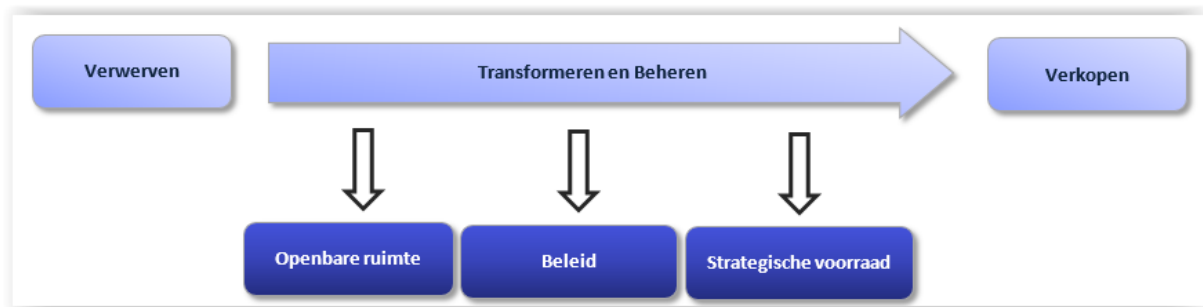 Verwerven
Transformeren en Beheren
Verkopen
Openbare ruimte
Beleid
Strategische voorraad